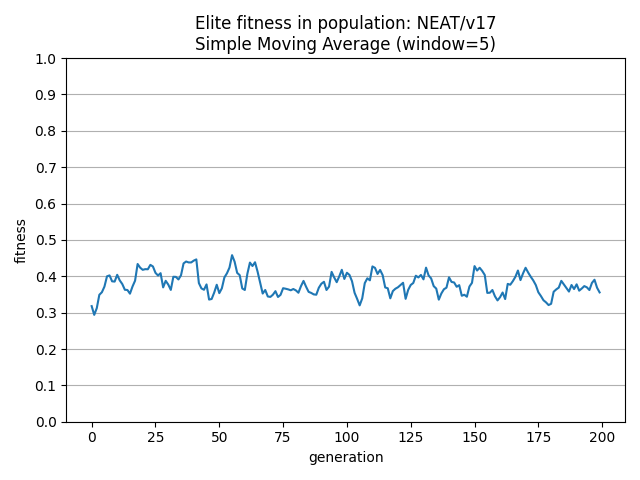 Elite fitness in population: NEAT/v17
Simple Moving Average (window=5)
1.0
0.9
0.8
0.7
0.6
0.5
0.4
0.3
0.2
0.1
0.0
fitness
0 25 50 75 100 125 150 175 200
generation